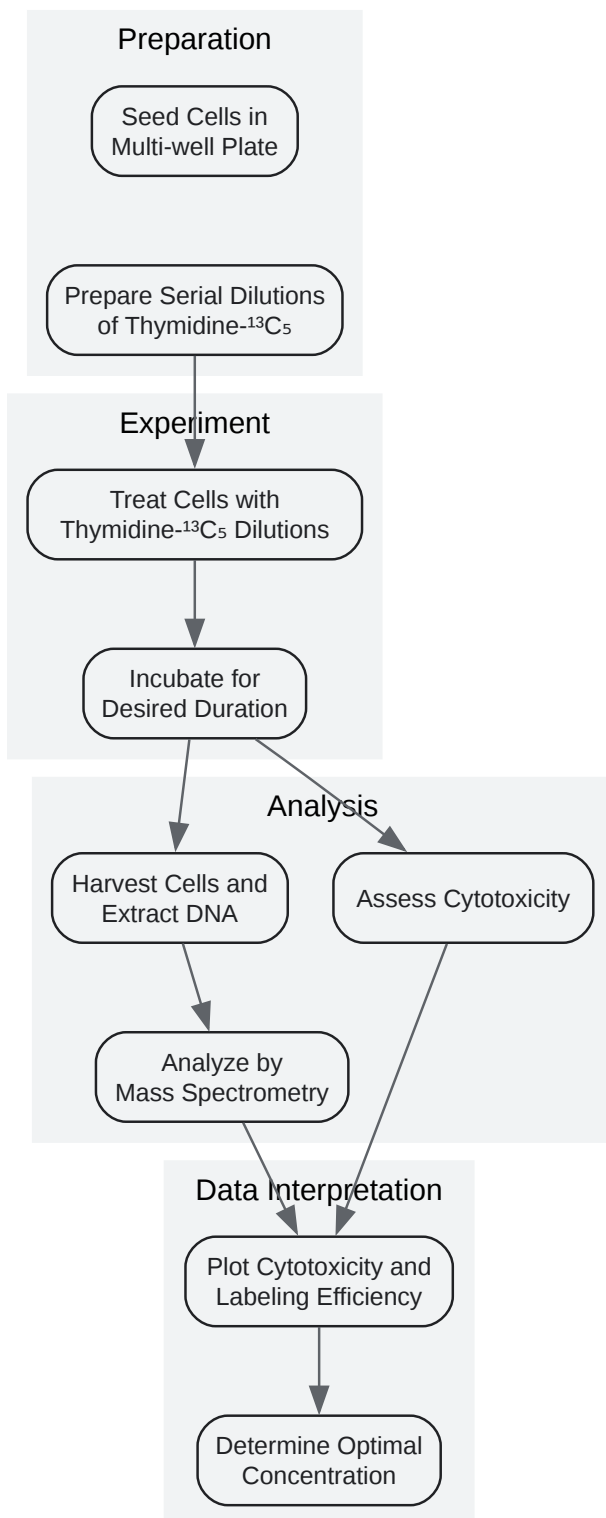 Preparation
Seed Cells in
Multi-well Plate
Prepare Serial Dilutions
of Thymidine-¹³C₅
Experiment
Treat Cells with
Thymidine-¹³C₅ Dilutions
Incubate for
Desired Duration
Analysis
Harvest Cells and
Extract DNA
Assess Cytotoxicity
Analyze by
Mass Spectrometry
Data Interpretation
Plot Cytotoxicity and
Labeling Efficiency
Determine Optimal
Concentration